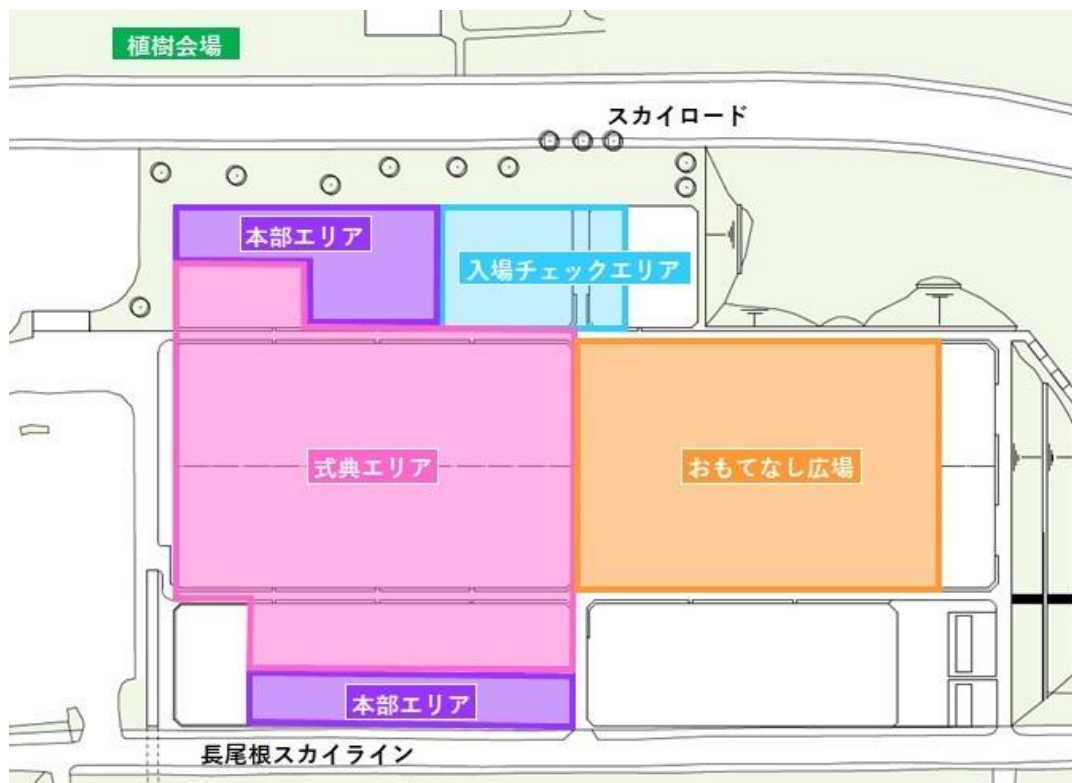 植樹会場
スカイロード
本部エリア
入場チェックエリア
式典エリア
おもてなし広場
本部エリア
長尾根スカイライン